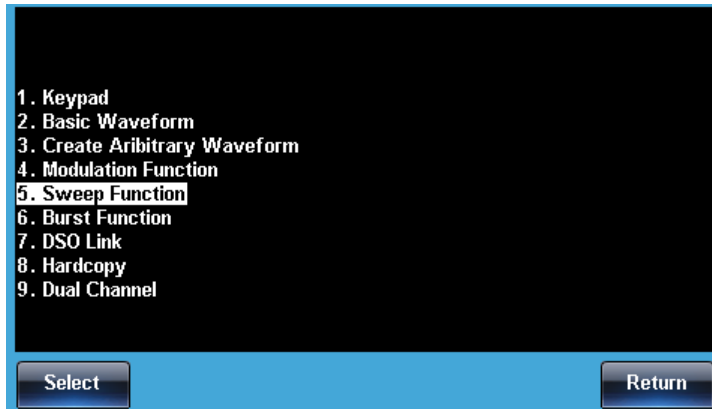 1. Keypad
2. Basic Waveform
3. Create Aribitrary Waveform
4. Modulation Function
5. Sweep Function
6. Burst Function
7. DSO Link
8. Hardcopy
9. Dual Channel
Select
Return